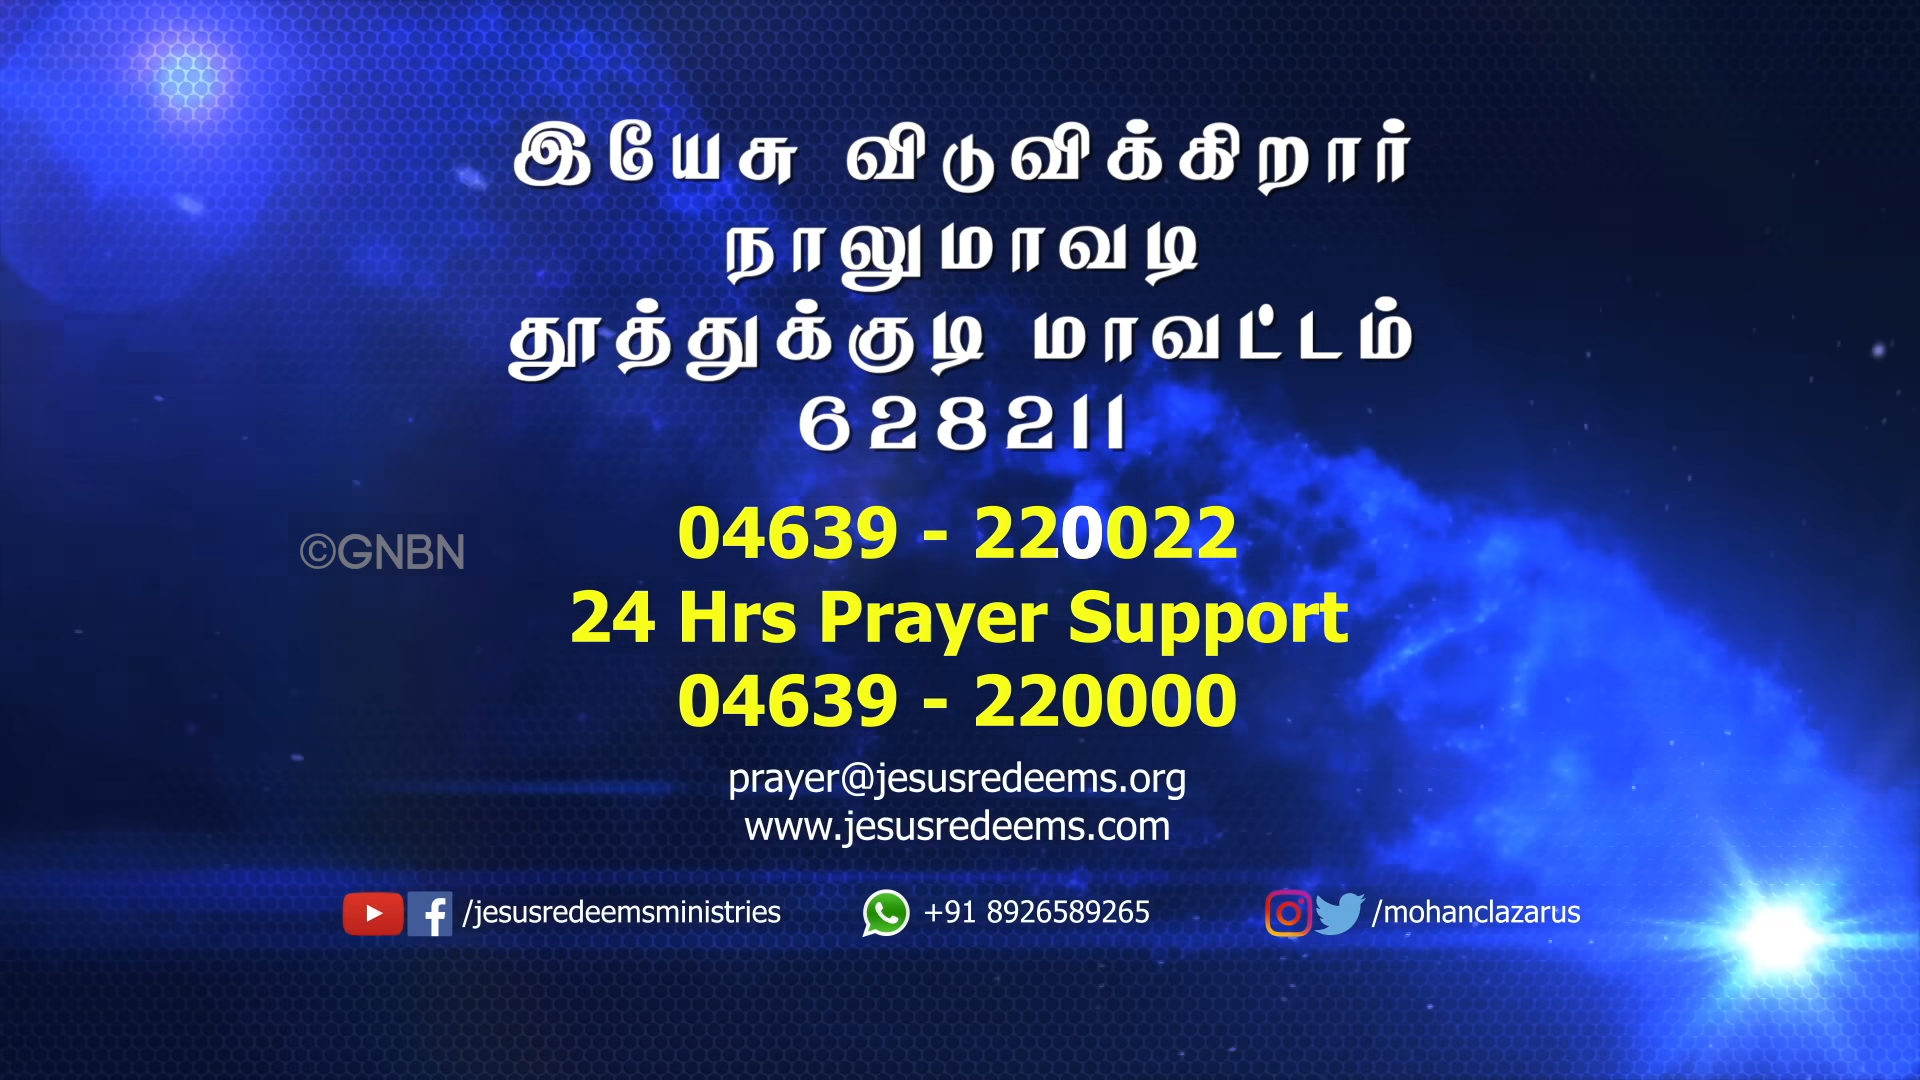 இயேசு விடுவிக்கிறார்
நாலுமாவடி
தூத்துக்குடி மாவட்டம்
628211
04639 - 220022
©GNBN
24 Hrs Prayer Support
04639 - 220000
prayer@jesusredeems.org
www.jesusredeems.com
/jesusredeemsministries +91 8926589265 /mohanclazarus